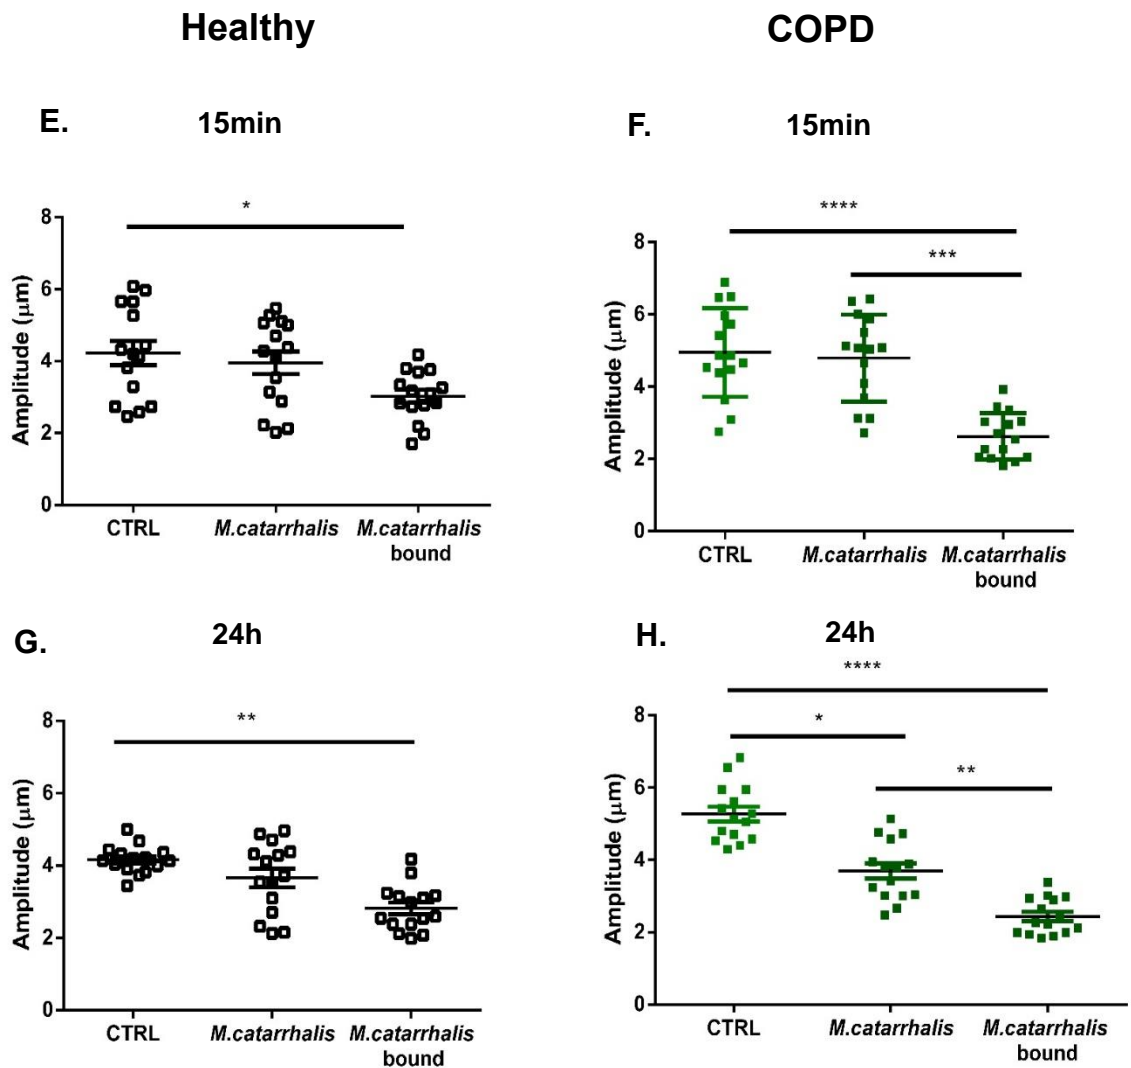 Healthy
COPD
E.
15min
*
8
6
4
2
0
Amplitude (μm)
CTRL
M.catarrhalis
M.catarrhalis
bound
F.
15min
****
***
8
6
4
2
0
Amplitude (μm)
CTRL
M.catarrhalis
M.catarrhalis
bound
G.
24h
**
8
6
4
2
0
Amplitude (μm)
CTRL
M.catarrhalis
M.catarrhalis
bound
H.
24h
****
*
**
8
6
4
2
0
Amplitude (μm)
CTRL
M.catarrhalis
M.catarrhalis
bound